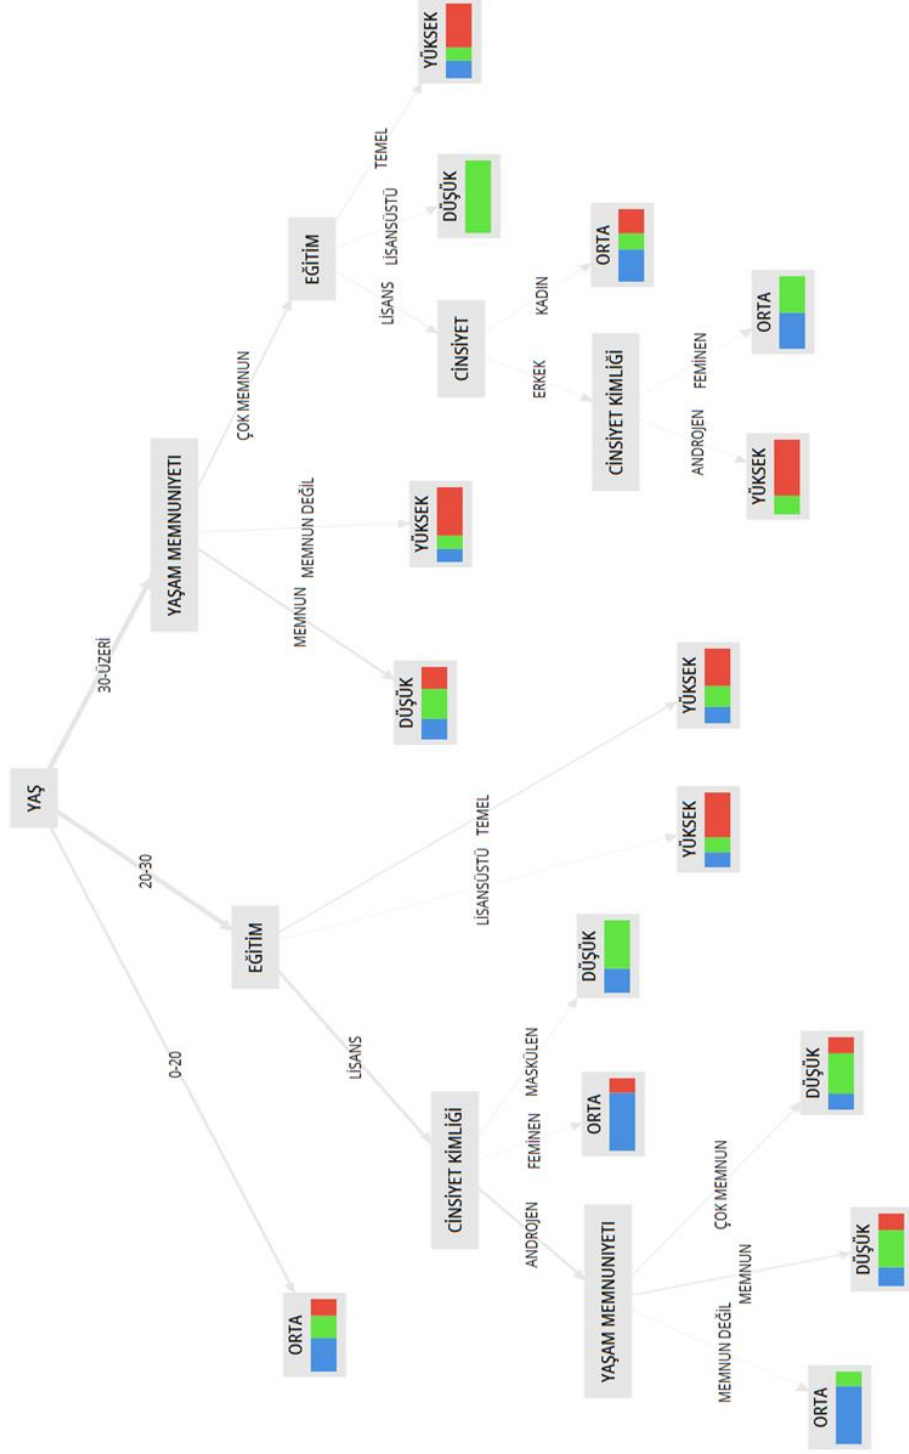 YAŞ
0-20
20-30
30-ÜZERİ
YAŞAM MEMNUNIYETI
MEMNUN
MEMNUN DEĞİL
ÇOK MEMNUN
EĞİTİM
LİSANS
LİSANSÜSTÜ
TEMEL
EĞİTİM
LİSANS
LİSANSÜSTÜ
TEMEL
ORTA
DÜŞÜK
YÜKSEK
CİNSİYET
DÜŞÜK
YÜKSEK
CİNSİYET KİMLİĞİ
ANDROJEN
FEMİNEN
MASKÜLEN
ERKEK
KADIN
YAŞAM MEMNUNIYETI
ORTA
DÜŞÜK
YÜKSEK
YÜKSEK
CİNSİYET KİMLİĞİ
ORTA
MEMNUN DEĞİL
MEMNUN
ÇOK MEMNUN
ANDROJEN
FEMİNEN
ORTA
DÜŞÜK
DÜŞÜK
YÜKSEK
ORTA